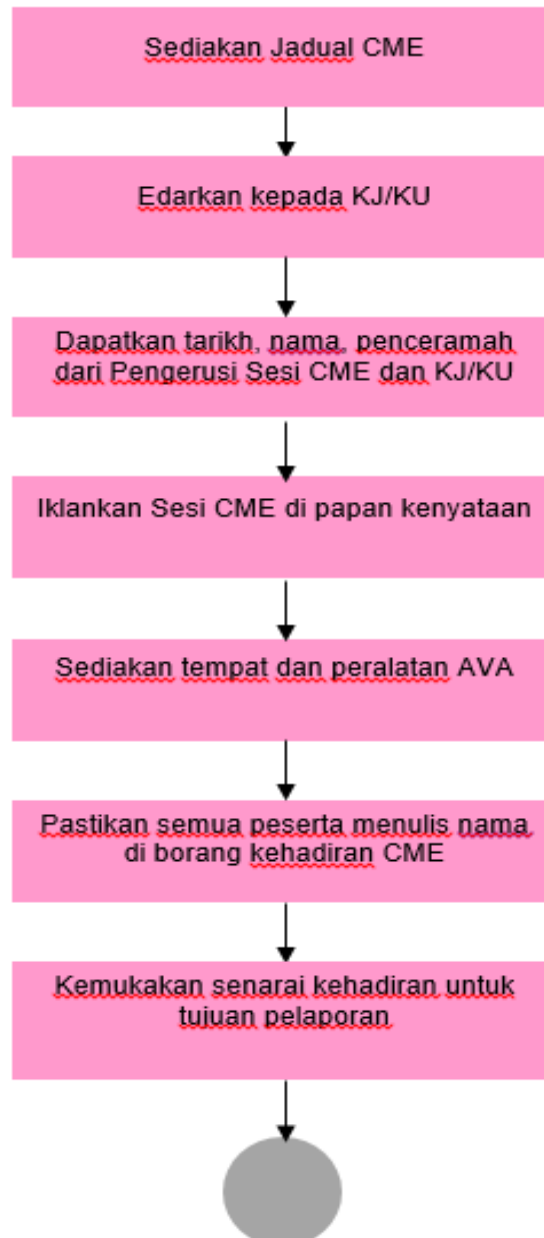 Sediakan Jadual CME
Edarkan kepada KJ/KU
Dapatkan tarikh, nama, penceramah
dari Pengerusi Sesi CME dan KJ/KU
Iklankan Sesi CME di papan kenyataan
Sediakan tempat dan peralatan AVA
Pastikan semua peserta menulis nama
di borang kehadiran CME
Kemukakan senarai kehadiran untuk
tujuan pelaporan